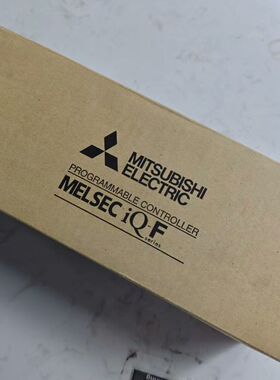 MITSUBISHI
ELECTRIC
PROGRAMMABLE CONTROLLER
MELSEC iQ-F
series